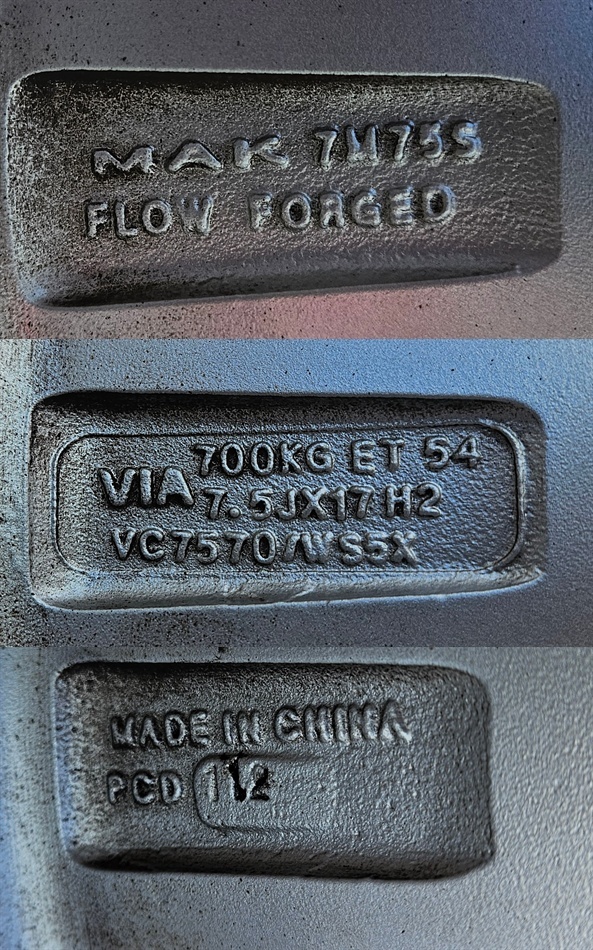 MAK 7M75S
FLOW FORGED
VIA 700KG ET 54
7.5JX17 H2
VC7570/WS5X
MADE IN CHINA
PCD 112